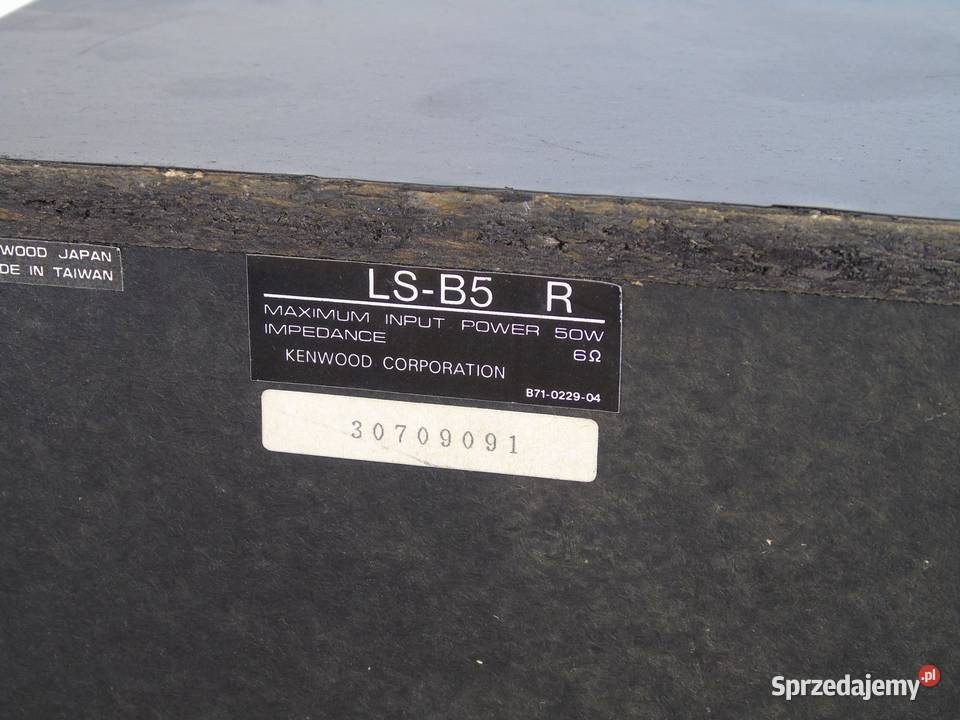 WOOD JAPAN
DE IN TAIWAN
LS-B5 R
MAXIMUM INPUT POWER 50W
IMPEDANCE 6Ω
KENWOOD CORPORATION
B71-0229-04
30709091
Sprzedajemy.pl